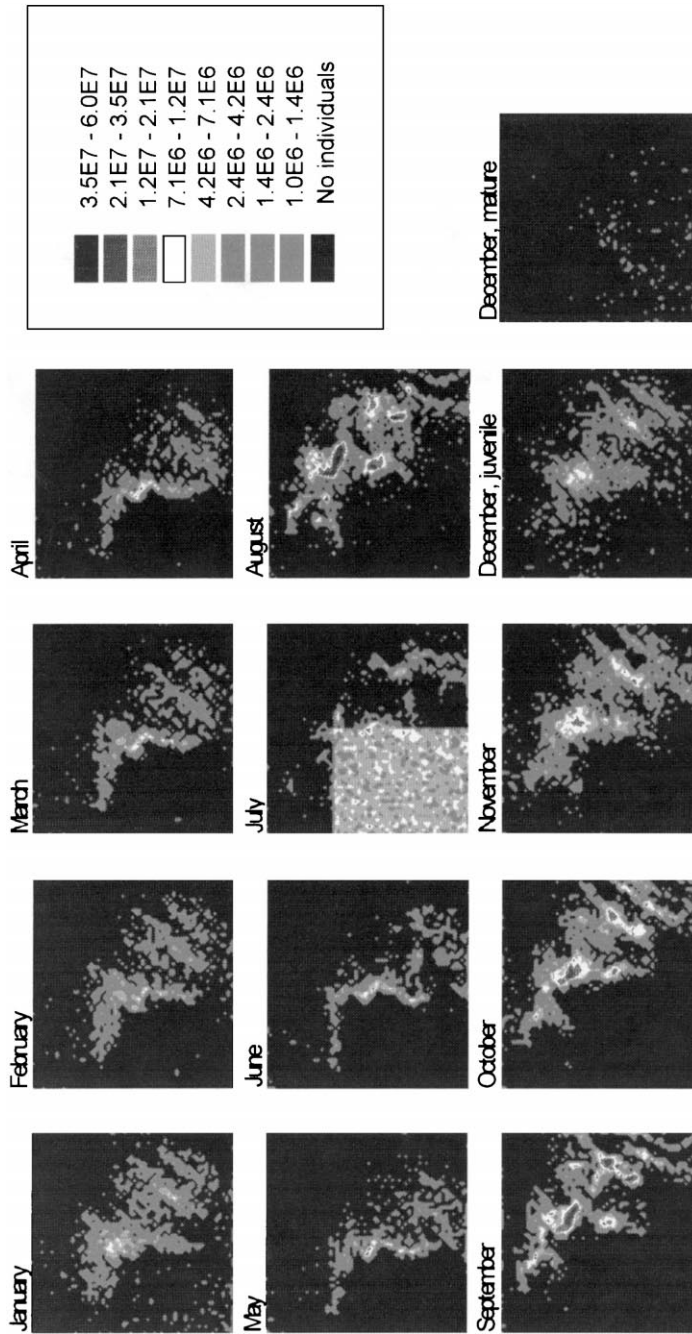 January
February
March
April
3.5E7 - 6.0E7
2.1E7 - 3.5E7
1.2E7 - 2.1E7
7.1E6 - 1.2E7
4.2E6 - 7.1E6
2.4E6 - 4.2E6
1.4E6 - 2.4E6
1.0E6 - 1.4E6
No individuals
May
June
July
August
September
October
November
December, juvenile
December, mature